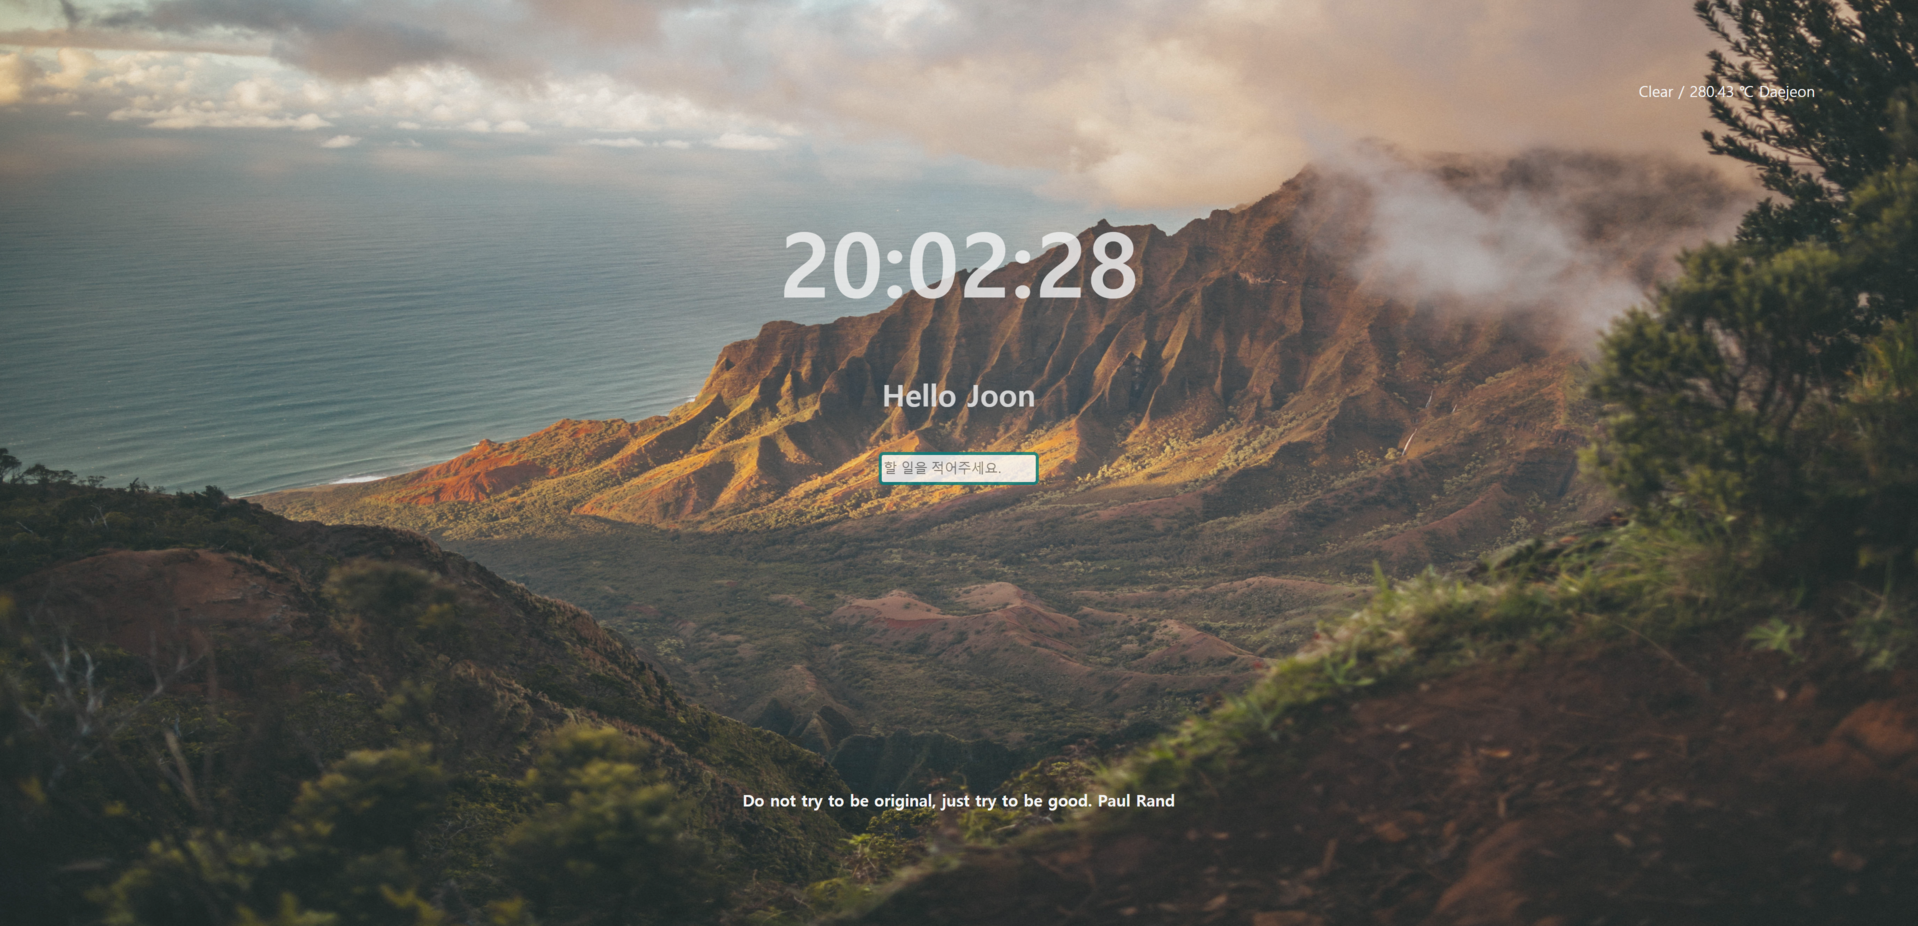 Clear / 280.43 °C Daejeon
20:02:28
Hello Joon
할 일을 적어주세요.
Do not try to be original, just try to be good. Paul Rand